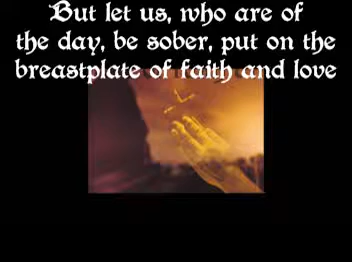 But let us, who are of
the day, be sober, put on the
breastplate of faith and love